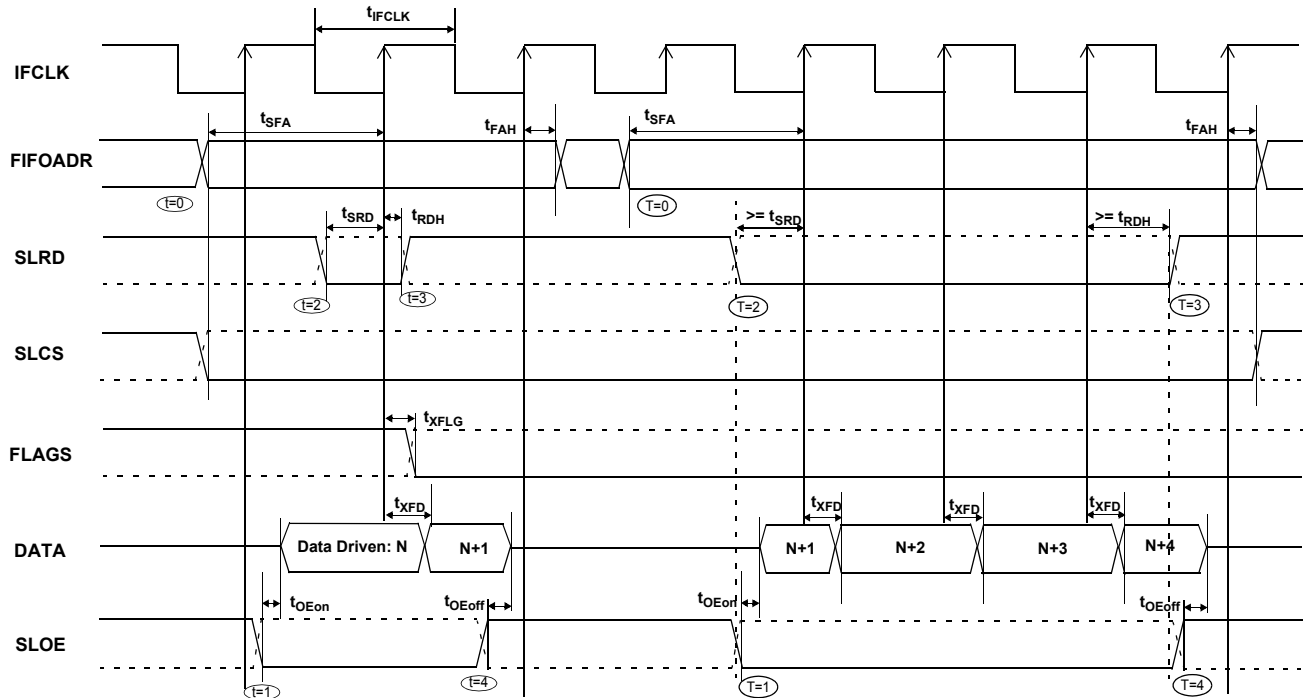 tIFCLK
IFCLK
tSFA
tFAH
tSFA
tFAH
FIFOADR
t=0
T=0
tSRD
tRDH
>= tSRD
>= tRDH
SLRD
t=2
t=3
T=2
T=3
SLCS
tXFLG
FLAGS
tXFD
tXFD
tXFD
tXFD
DATA
Data Driven: N
N+1
N+1
N+2
N+3
N+4
tOEon
tOEoff
tOEon
tOEoff
SLOE
t=1
t=4
T=1
T=4